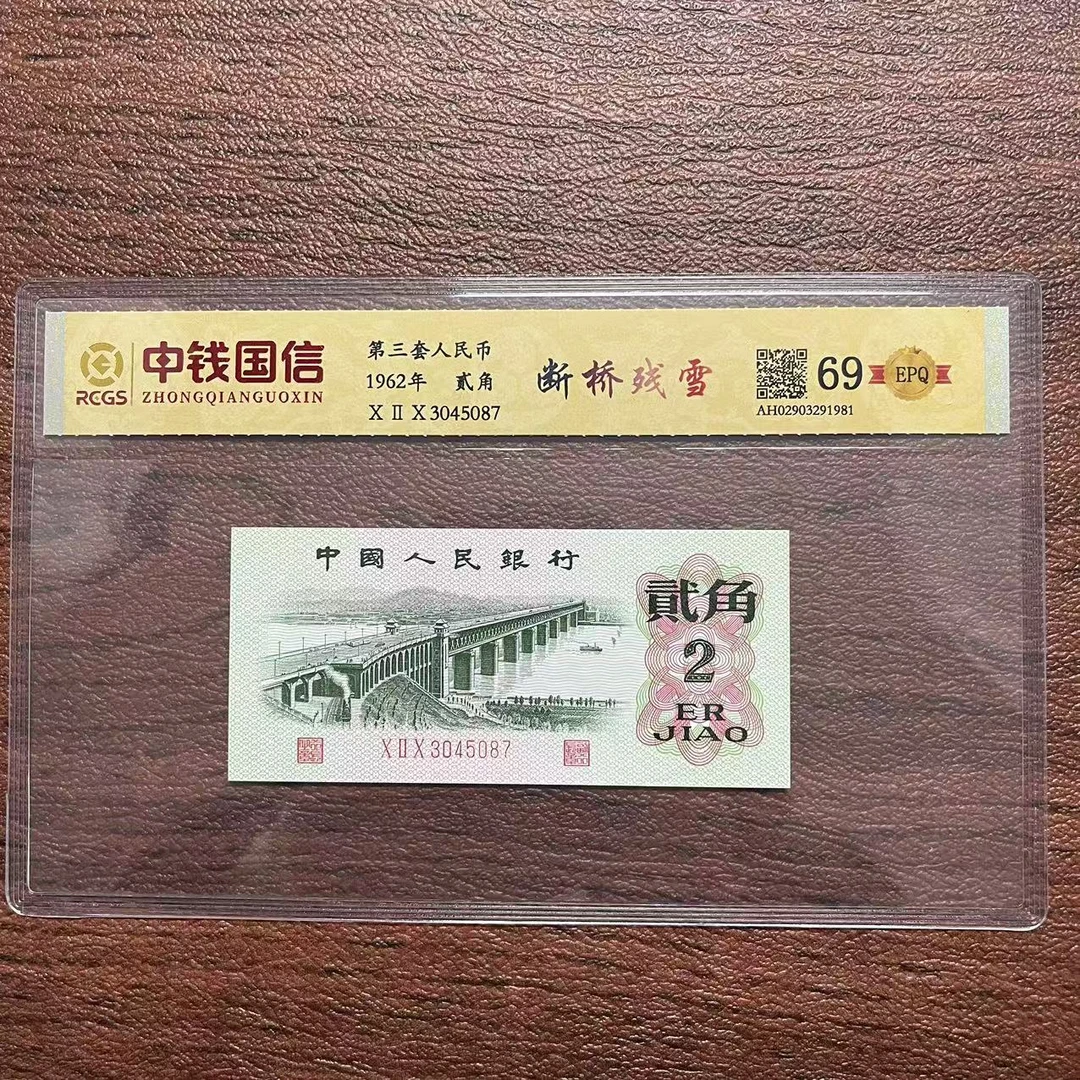 RCGS
中钱国信
ZHONGQIANGUOXIN
第三套人民币
1962年 贰角
X II X 3045087
断桥残雪
AH02903291981
69
EPQ
中國人民銀行
貳角
2
ER
JIAO
X II X 3045087